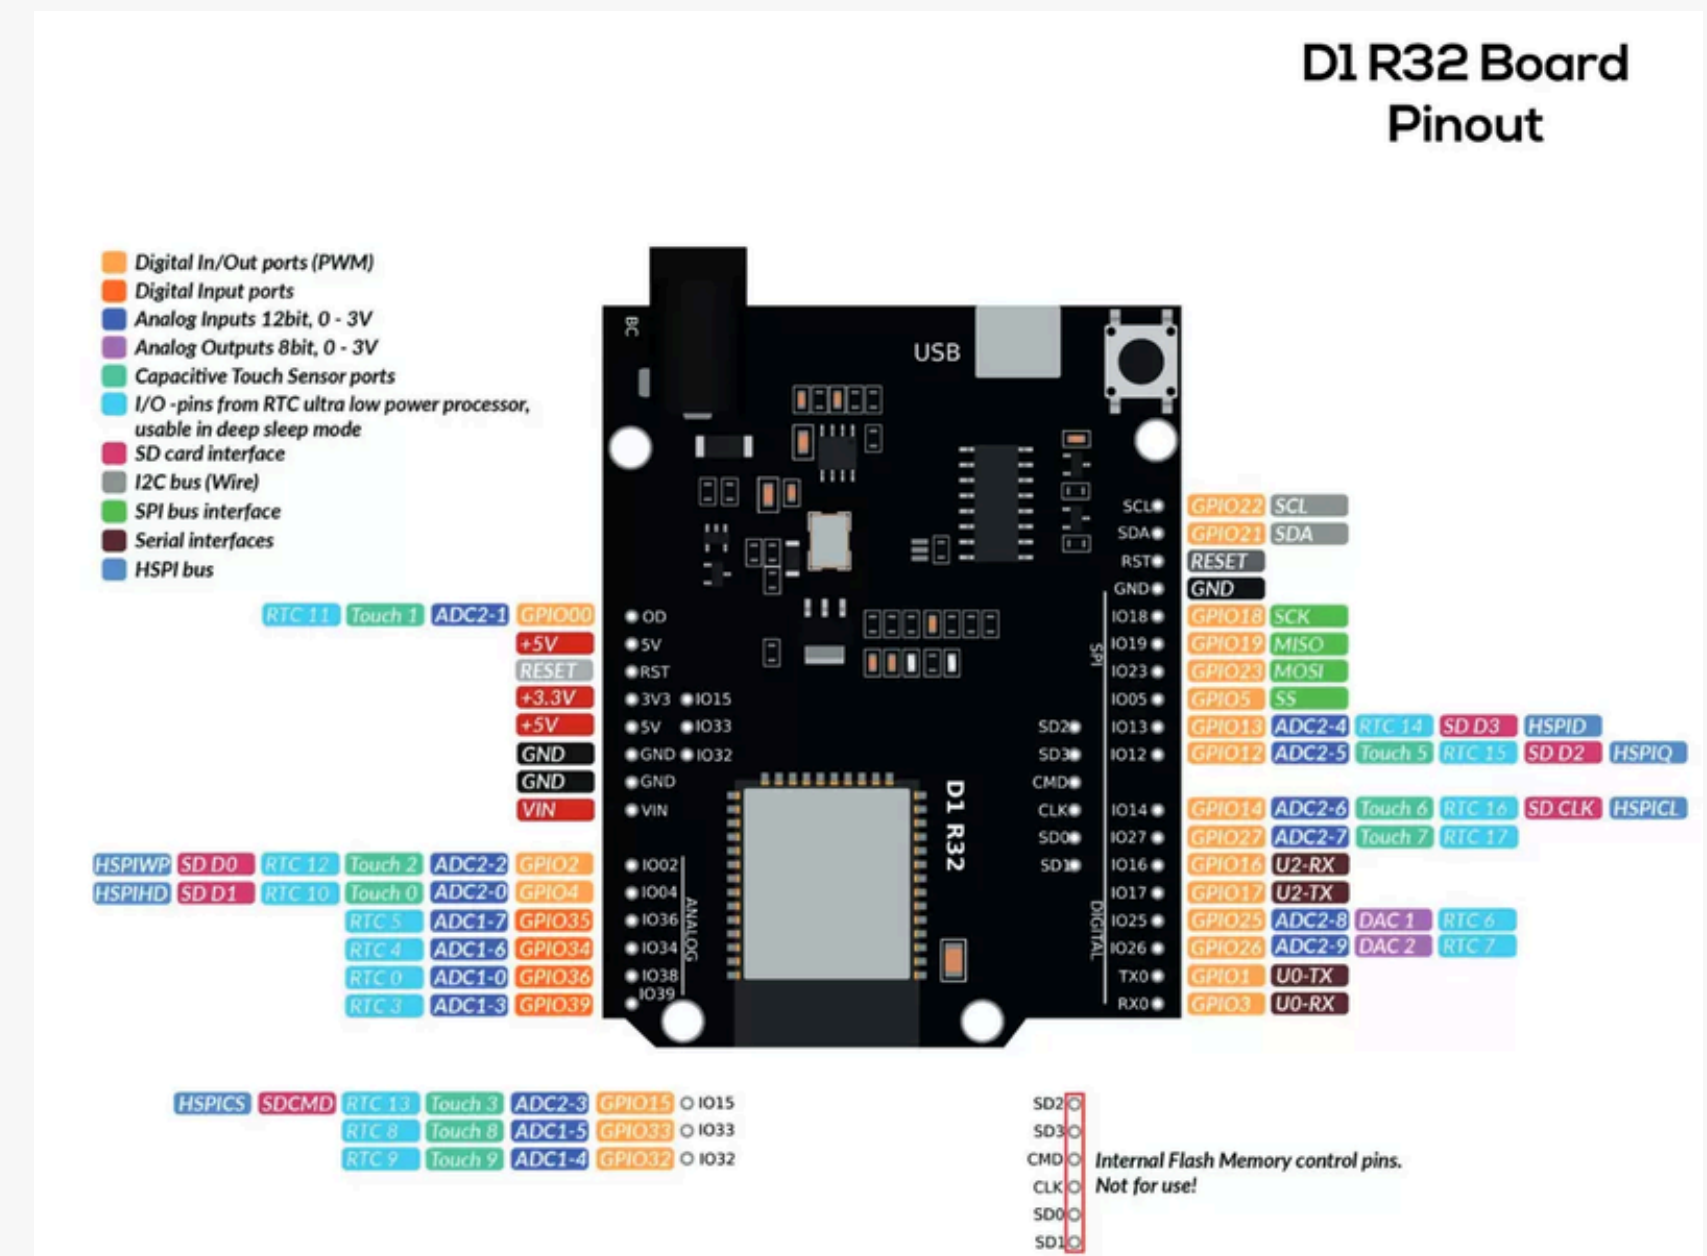 D1 R32 Board
Pinout
Digital In/Out ports (PWM)
Digital Input ports
Analog Inputs 12bit, 0 - 3V
Analog Outputs 8bit, 0 - 3V
Capacitive Touch Sensor ports
I/O -pins from RTC ultra low power processor,
usable in deep sleep mode
SD card interface
I2C bus (Wire)
SPI bus interface
Serial interfaces
HSPI bus
BC
USB
RTC 11 Touch 1 ADC2-1 GPIO00 OD
+5V 5V
RESET RST
+3.3V 3V3 IO15
+5V 5V IO33
GND GND IO32
GND GND
VIN VIN
HSPIWP SD D0 RTC 12 Touch 2 ADC2-2 GPIO2 IO02
HSPIHD SD D1 RTC 10 Touch 0 ADC2-0 GPIO4 IO04
RTC 5 ADC1-7 GPIO35 IO36
RTC 4 ADC1-6 GPIO34 IO34
RTC 0 ADC1-0 GPIO36 IO38
RTC 3 ADC1-3 GPIO39 IO39
ANALOG
D1 R32
SD2
SD3
CMD
CLK
SD0
SD1
SPI
DIGITAL
SCL GPIO22 SCL
SDA GPIO21 SDA
RST RESET
GND GND
IO18 GPIO18 SCK
IO19 GPIO19 MISO
IO23 GPIO23 MOSI
IO05 GPIO5 SS
IO13 GPIO13 ADC2-4 RTC 14 SD D3 HSPID
IO12 GPIO12 ADC2-5 Touch 5 RTC 15 SD D2 HSPIQ
IO14 GPIO14 ADC2-6 Touch 6 RTC 16 SD CLK HSPICL
IO27 GPIO27 ADC2-7 Touch 7 RTC 17
IO16 GPIO16 U2-RX
IO17 GPIO17 U2-TX
IO25 GPIO25 ADC2-8 DAC 1 RTC 6
IO26 GPIO26 ADC2-9 DAC 2 RTC 7
TX0 GPIO1 U0-TX
RX0 GPIO3 U0-RX
HSPICS SDCMD RTC 13 Touch 3 ADC2-3 GPIO15 IO15
RTC 8 Touch 8 ADC1-5 GPIO33 IO33
RTC 9 Touch 9 ADC1-4 GPIO32 IO32
SD2
SD3
CMD
CLK
SD0
SD1
Internal Flash Memory control pins.
Not for use!